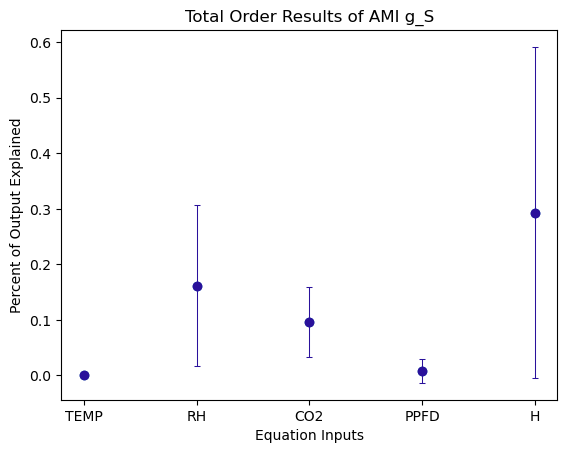 Total Order Results of AMI g_S
Percent of Output Explained
0.6
0.5
0.4
0.3
0.2
0.1
0.0
TEMP RH CO2 PPFD H
Equation Inputs